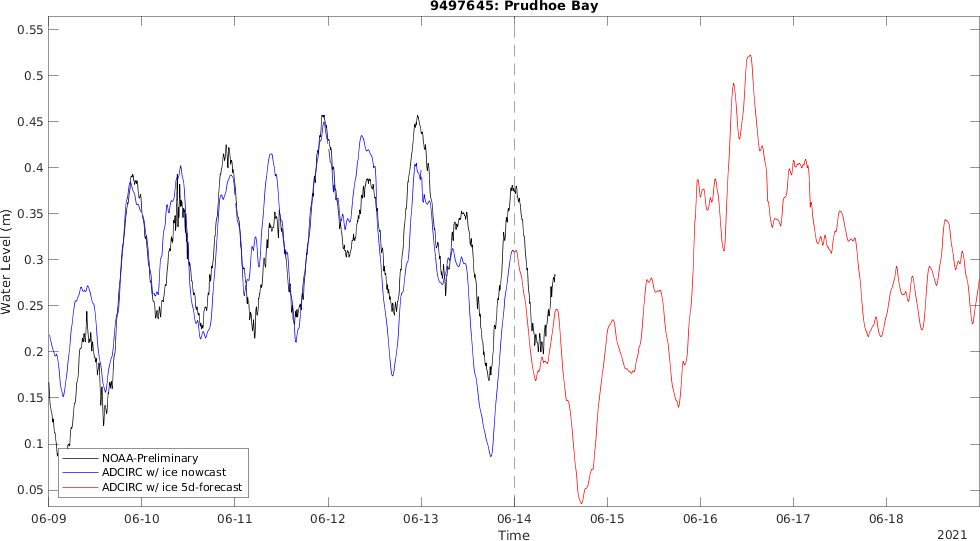 9497645: Prudhoe Bay
0.55
0.5
0.45
0.4
0.35
0.3
0.25
0.2
0.15
0.1
0.05
Water Level (m)
NOAA-Preliminary
ADCIRC w/ ice nowcast
ADCIRC w/ ice 5d-forecast
06-09 06-10 06-11 06-12 06-13 06-14 06-15 06-16 06-17 06-18
Time
2021